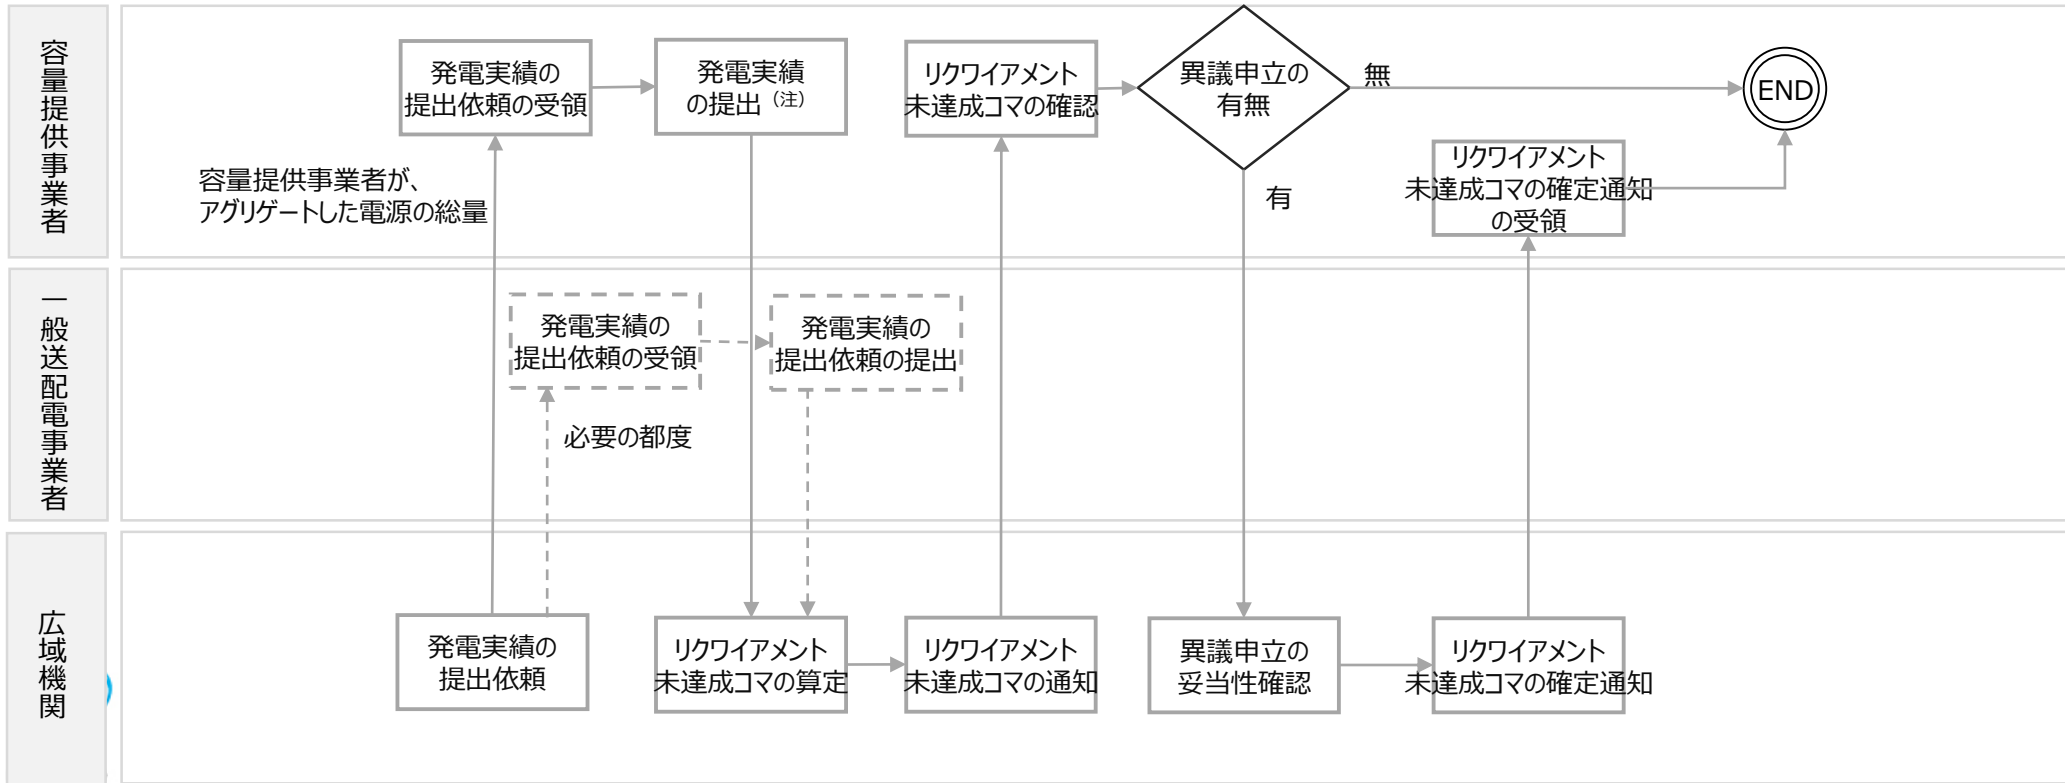 容量提供事業者
発電実績の
提出依頼の受領
発電実績
の提出（注）
リクワイアメント
未達成コマの確認
異議申立の
有無
無
END
容量提供事業者が、
アグリゲートした電源の総量
有
リクワイアメント
未達成コマの確定通知
の受領
一般送配電事業者
発電実績の
提出依頼の受領
発電実績の
提出依頼の提出
必要の都度
広域機関
発電実績の
提出依頼
リクワイアメント
未達成コマの算定
リクワイアメント
未達成コマの通知
異議申立の
妥当性確認
リクワイアメント
未達成コマの確定通知